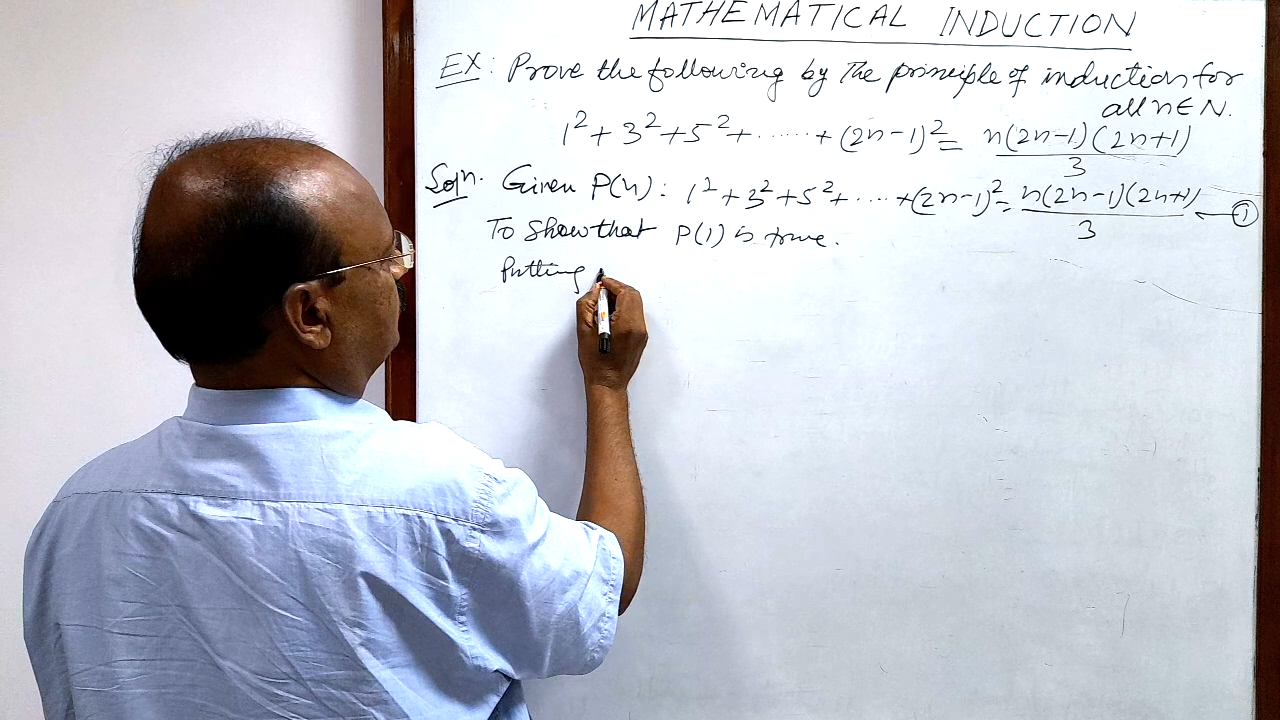 MATHEMATICAL INDUCTION
EX: Prove the following by the principle of induction for
all n ∈ N.
1² + 3² + 5² + ...... + (2n-1)² = n(2n-1)(2n+1)/3
Solⁿ. Given P(n): 1² + 3² + 5² + ..... + (2n-1)² = n(2n-1)(2n+1)/3 ← ①
To show that P(1) is true.
Putting